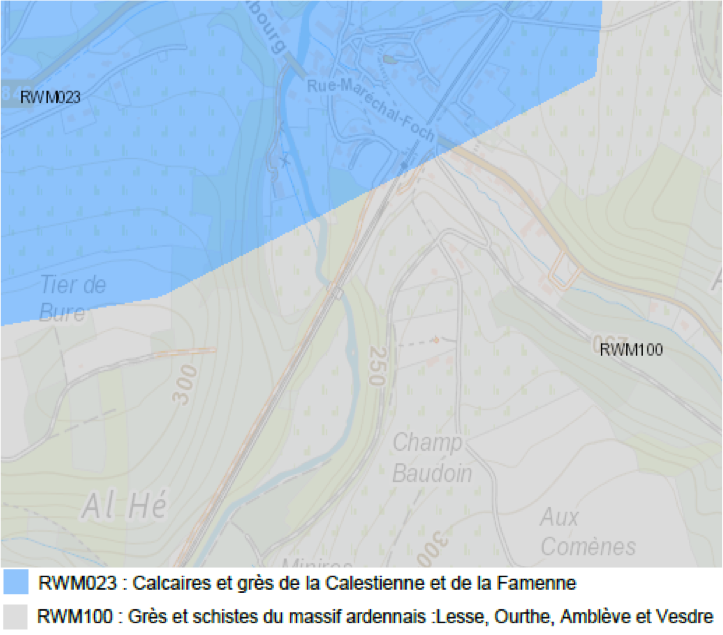 bourg
Rue-Maréchal-Foch
RWM023
Tier de
Bure
RWM100
250
250
300
Champ
Baudoin
Al Hé
Aux
Comènes
300
Minires
RWM023 : Calcaires et grès de la Calestienne et de la Famenne
RWM100 : Grès et schistes du massif ardennais :Lesse, Ourthe, Amblève et Vesdre